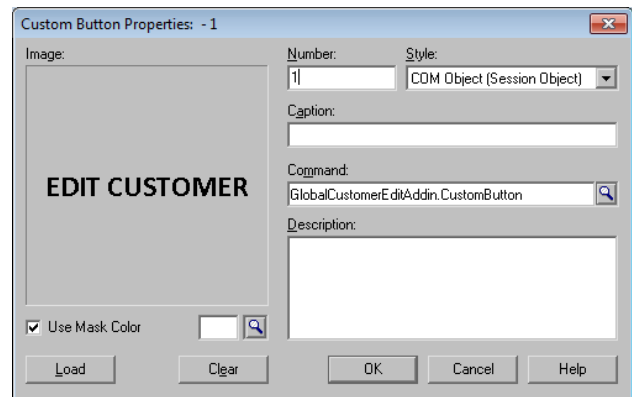 Custom Button Properties: - 1
Image:
Number:
Style:
1
COM Object (Session Object)
Caption:
EDIT CUSTOMER
Command:
GlobalCustomerEditAddin.CustomButton
Description:
Use Mask Color
Load
Clear
OK
Cancel
Help